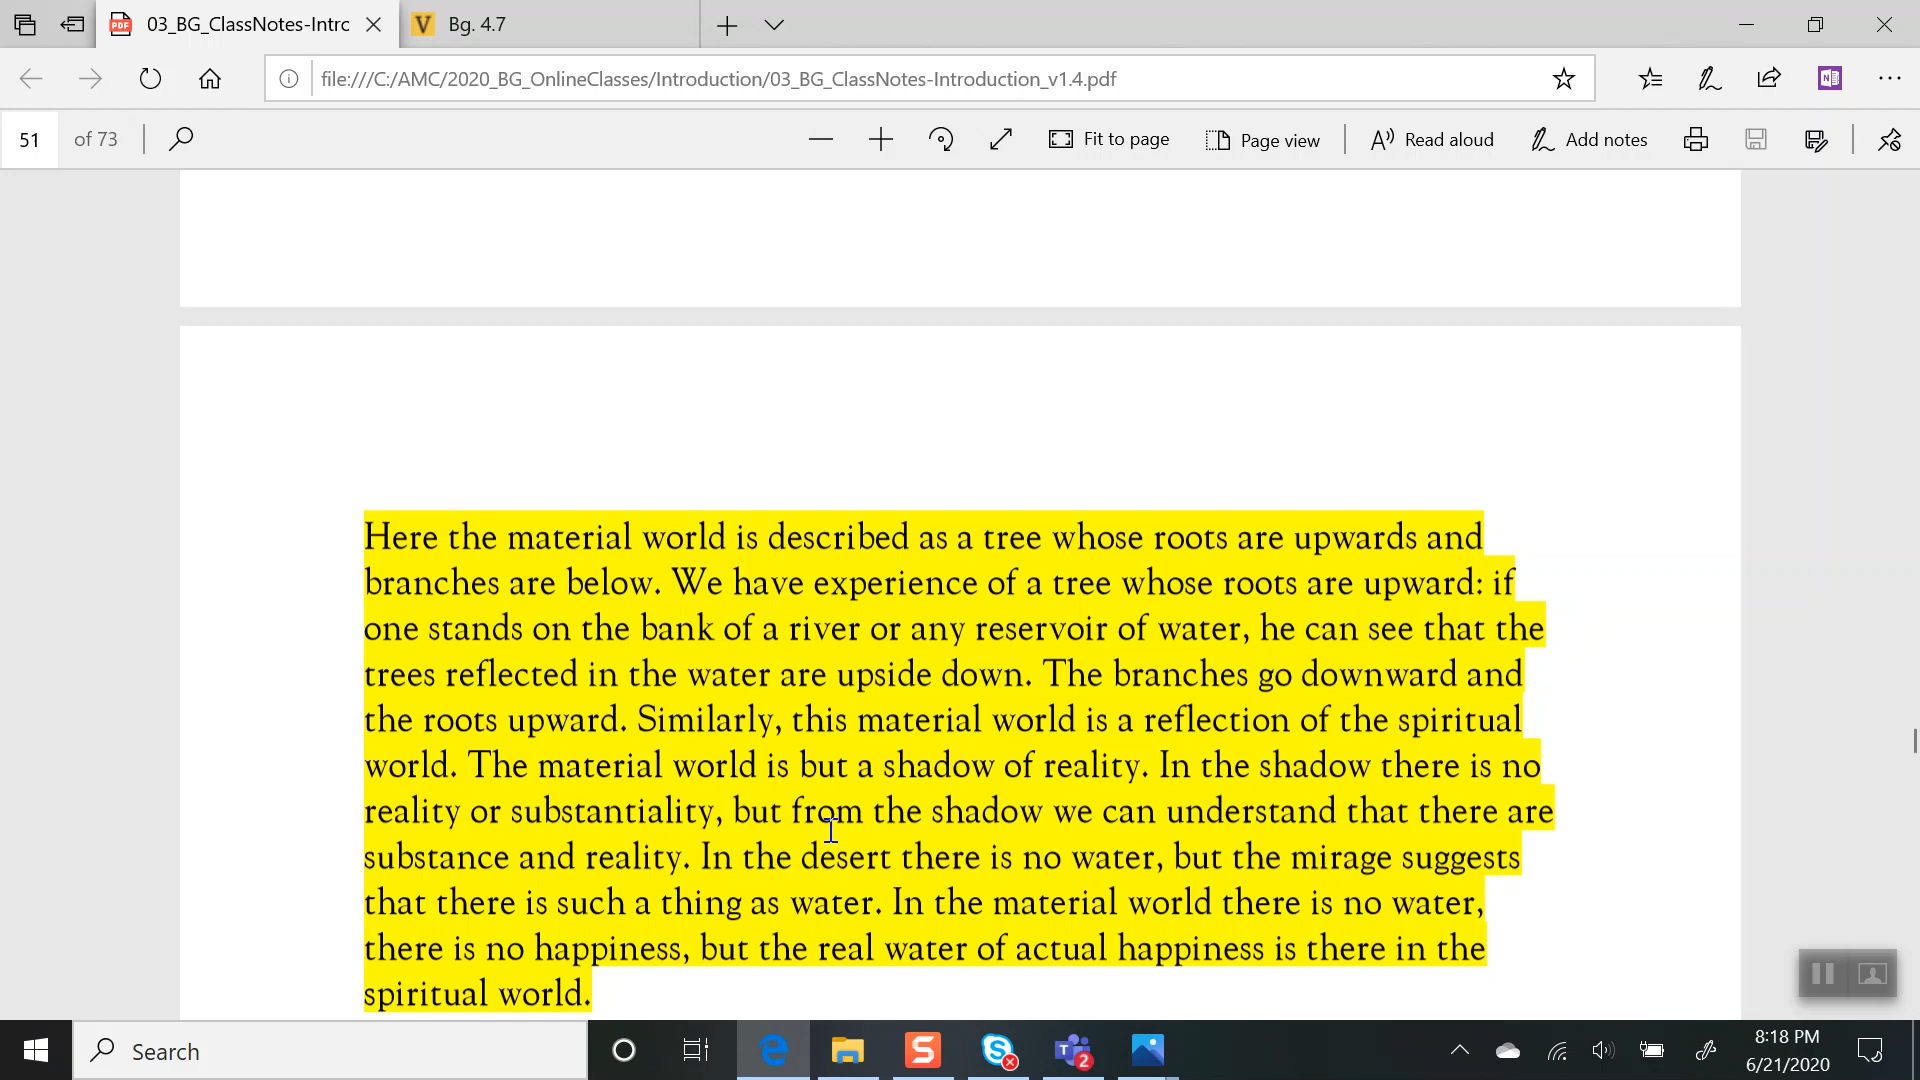 03_BG_ClassNotes-Intrc
Bg. 4.7
file:///C:/AMC/2020_BG_OnlineClasses/Introduction/03_BG_ClassNotes-Introduction_v1.4.pdf
51 of 73
Fit to page
Page view
Read aloud
Add notes
Here the material world is described as a tree whose roots are upwards and
branches are below. We have experience of a tree whose roots are upward: if
one stands on the bank of a river or any reservoir of water, he can see that the
trees reflected in the water are upside down. The branches go downward and
the roots upward. Similarly, this material world is a reflection of the spiritual
world. The material world is but a shadow of reality. In the shadow there is no
reality or substantiality, but from the shadow we can understand that there are
substance and reality. In the desert there is no water, but the mirage suggests
that there is such a thing as water. In the material world there is no water,
there is no happiness, but the real water of actual happiness is there in the
spiritual world.
Search
2
8:18 PM
6/21/2020